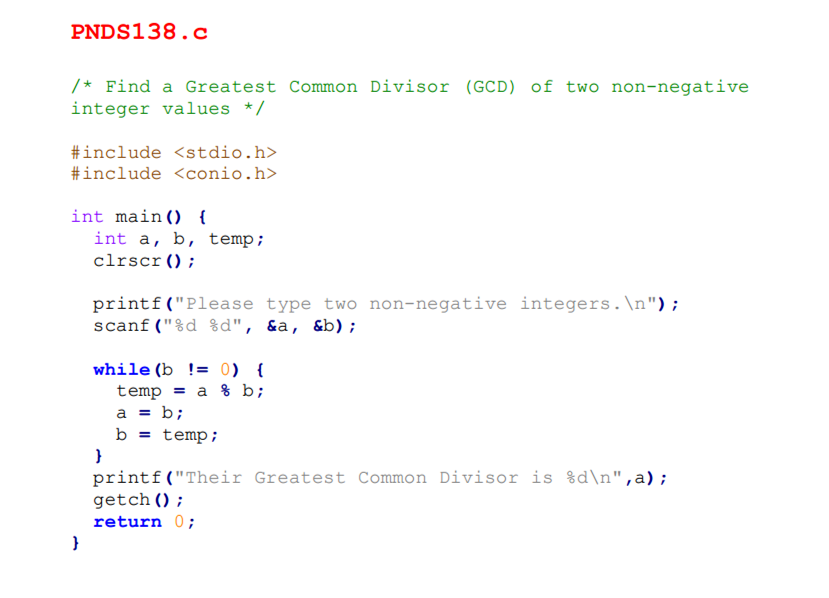 PNDS138.c
/* Find a Greatest Common Divisor (GCD) of two non-negative
integer values */
#include <stdio.h>
#include <conio.h>
int main() {
  int a, b, temp;
  clrscr();
  printf("Please type two non-negative integers.\n");
  scanf("%d %d", &a, &b);
  while(b != 0) {
    temp = a % b;
    a = b;
    b = temp;
  }
  printf("Their Greatest Common Divisor is %d\n",a);
  getch();
  return 0;
}